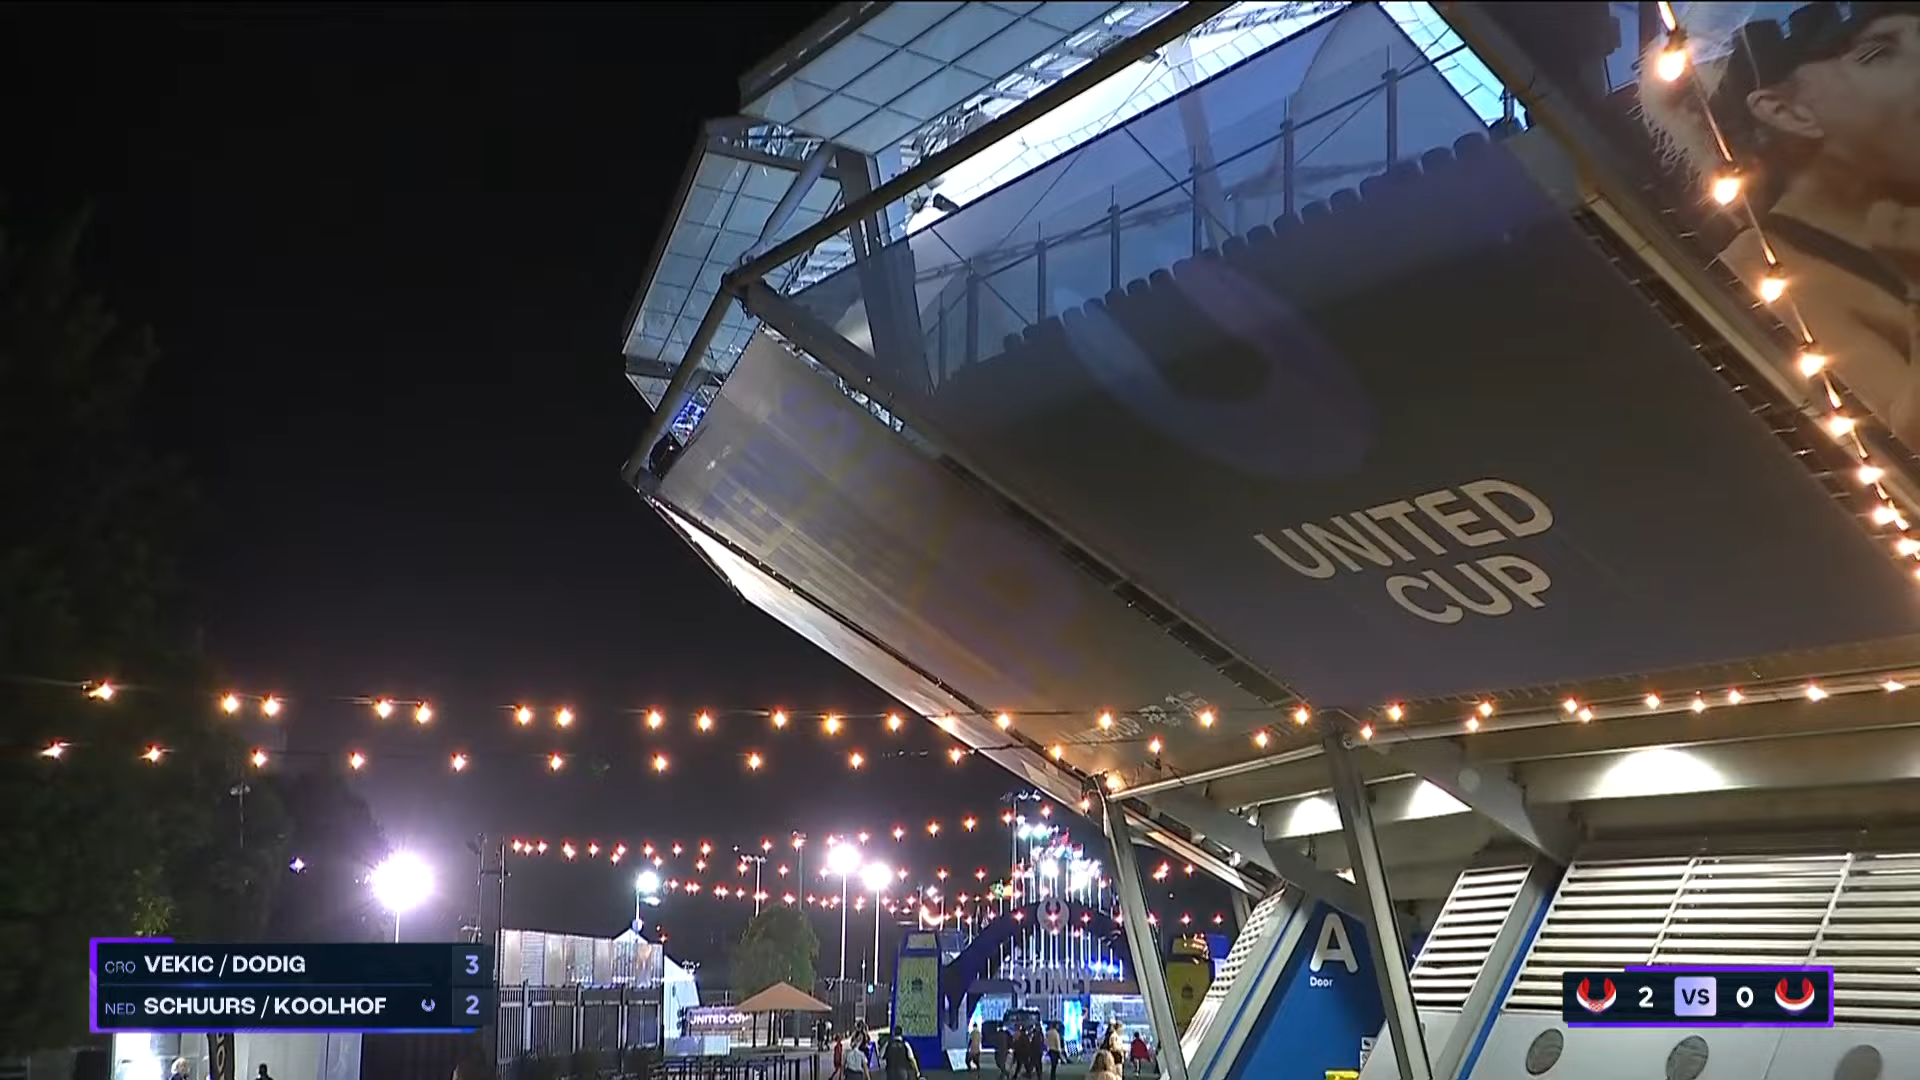 UNITED
CUP
A
Door
SYDNEY
UNITED CUP
CRO VEKIC / DODIG 3
NED SCHUURS / KOOLHOF 2
2 VS 0